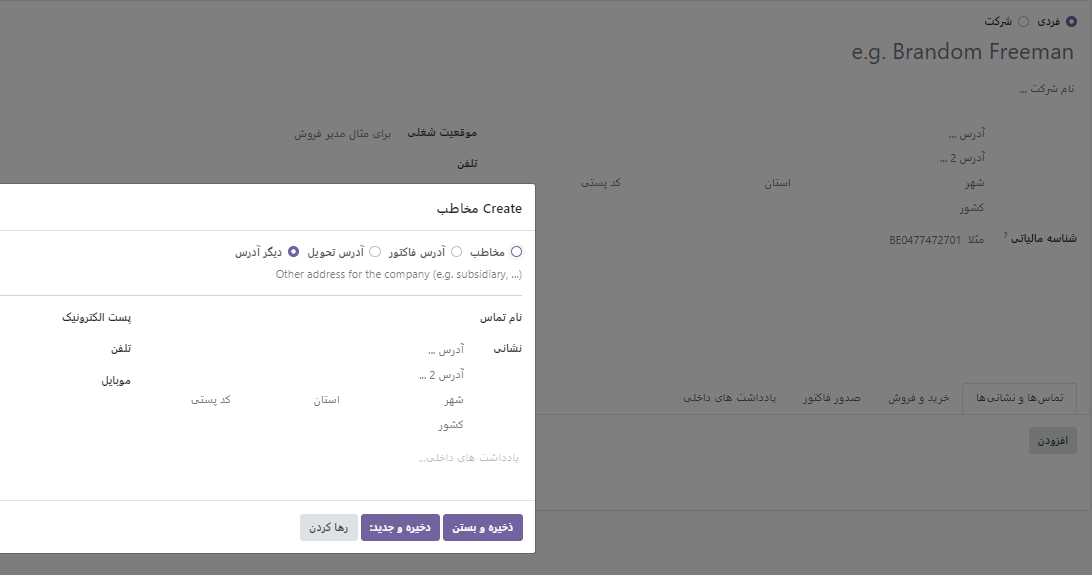 فردی شرکت
e.g. Brandom Freeman
نام شرکت ...
آدرس ...
آدرس 2 ...
شهر استان کد پستی
کشور
شناسه مالیاتی ? مثلا BE0477472701
موقعیت شغلی برای مثال مدیر فروش
تلفن
تماس‌ها و نشانی‌ها خرید و فروش صدور فاکتور یادداشت های داخلی
افزودن
Create مخاطب
مخاطب آدرس فاکتور آدرس تحویل دیگر آدرس
Other address for the company (e.g. subsidiary, ...)
نام تماس
نشانی آدرس ...
آدرس 2 ...
شهر استان کد پستی
کشور
پست الکترونیک
تلفن
موبایل
یادداشت های داخلی...
ذخیره و بستن ذخیره و جدید: رها کردن